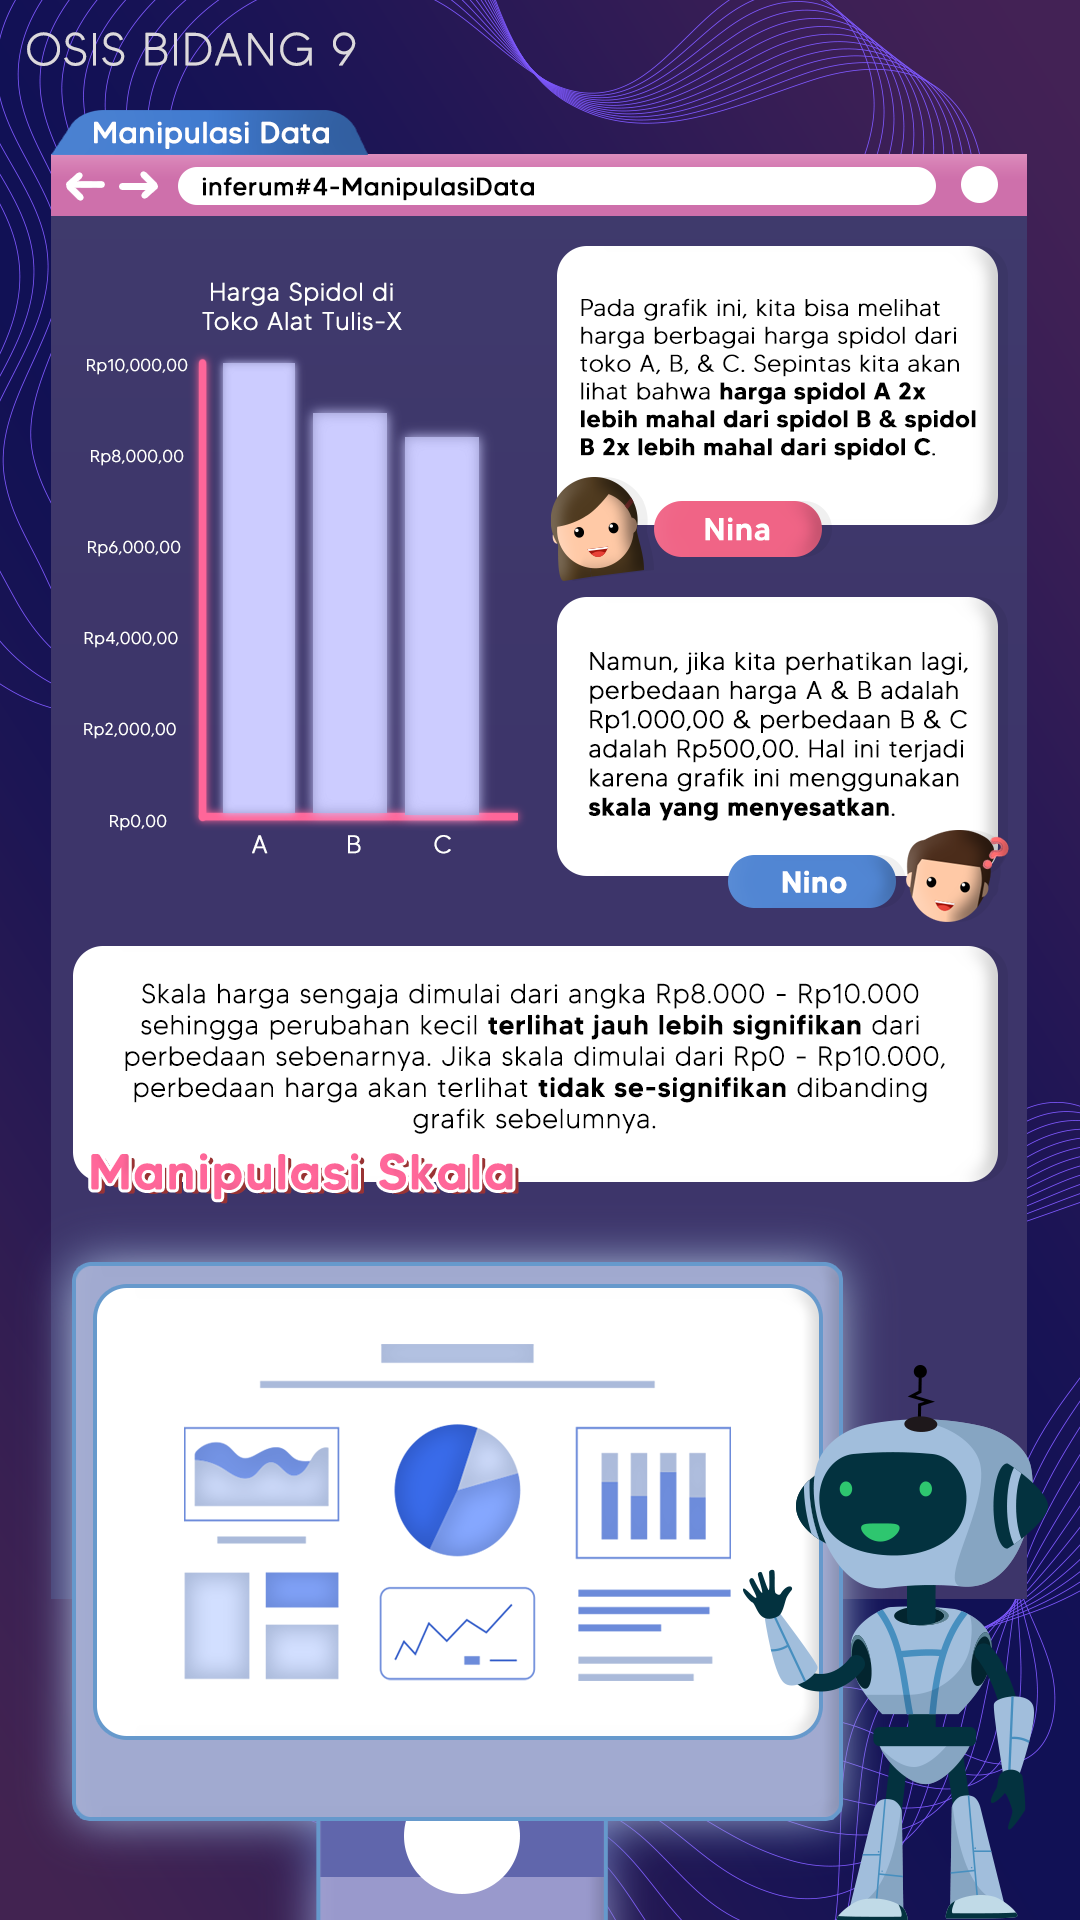 OSIS BIDANG 9
Manipulasi Data
inferum#4-ManipulasiData
Harga Spidol di
Toko Alat Tulis-X
Rp10,000,00
Rp8,000,00
Rp6,000,00
Rp4,000,00
Rp2,000,00
Rp0,00
A
B
C
Pada grafik ini, kita bisa melihat
harga berbagai harga spidol dari
toko A, B, & C. Sepintas kita akan
lihat bahwa harga spidol A 2x
lebih mahal dari spidol B & spidol
B 2x lebih mahal dari spidol C.
Nina
Namun, jika kita perhatikan lagi,
perbedaan harga A & B adalah
Rp1.000,00 & perbedaan B & C
adalah Rp500,00. Hal ini terjadi
karena grafik ini menggunakan
skala yang menyesatkan.
?
Nino
Skala harga sengaja dimulai dari angka Rp8.000 - Rp10.000
sehingga perubahan kecil terlihat jauh lebih signifikan dari
perbedaan sebenarnya. Jika skala dimulai dari Rp0 - Rp10.000,
perbedaan harga akan terlihat tidak se-signifikan dibanding
grafik sebelumnya.
Manipulasi Skala